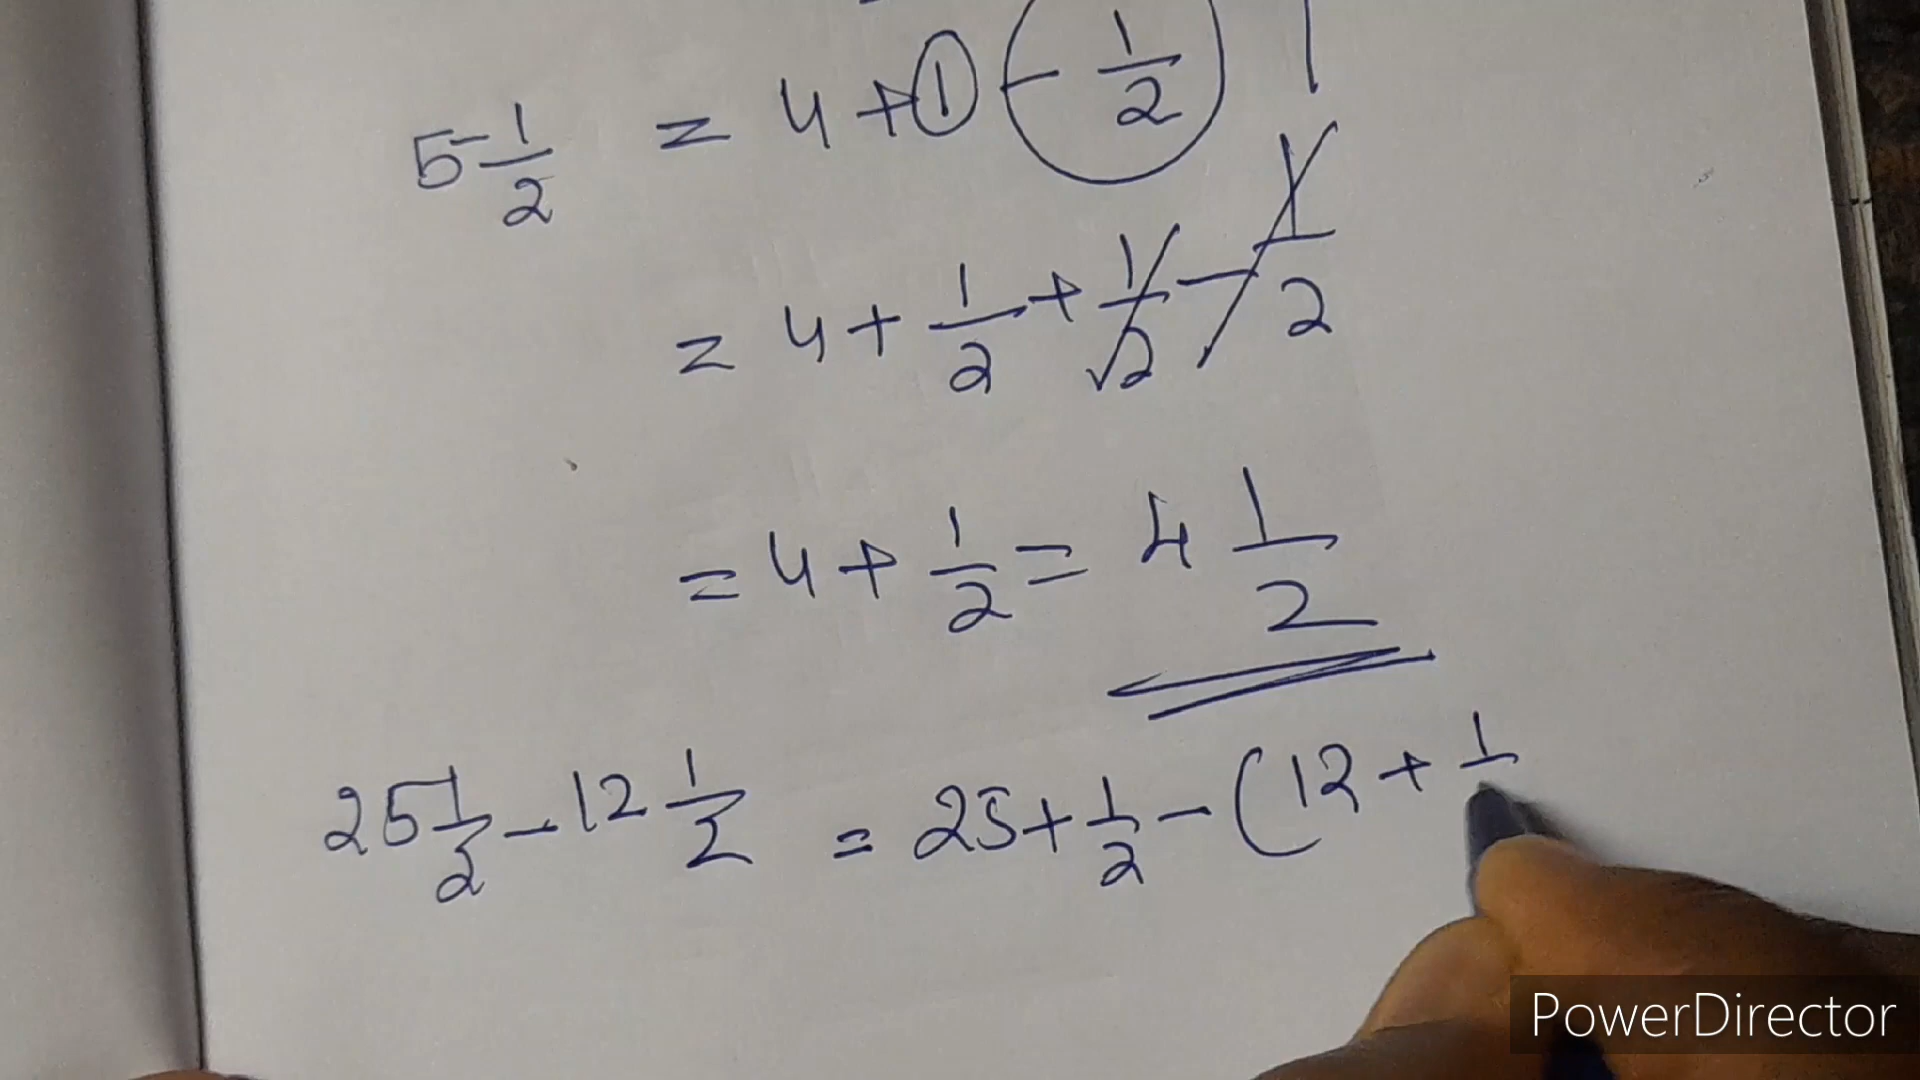 5 - 1/2 = 4 + 1 - 1/2
= 4 + 1/2 + 1/2 - 1/2
= 4 + 1/2 = 4 1/2
25 1/2 - 12 1/2 = 25 + 1/2 - (12 + 1/
PowerDirector